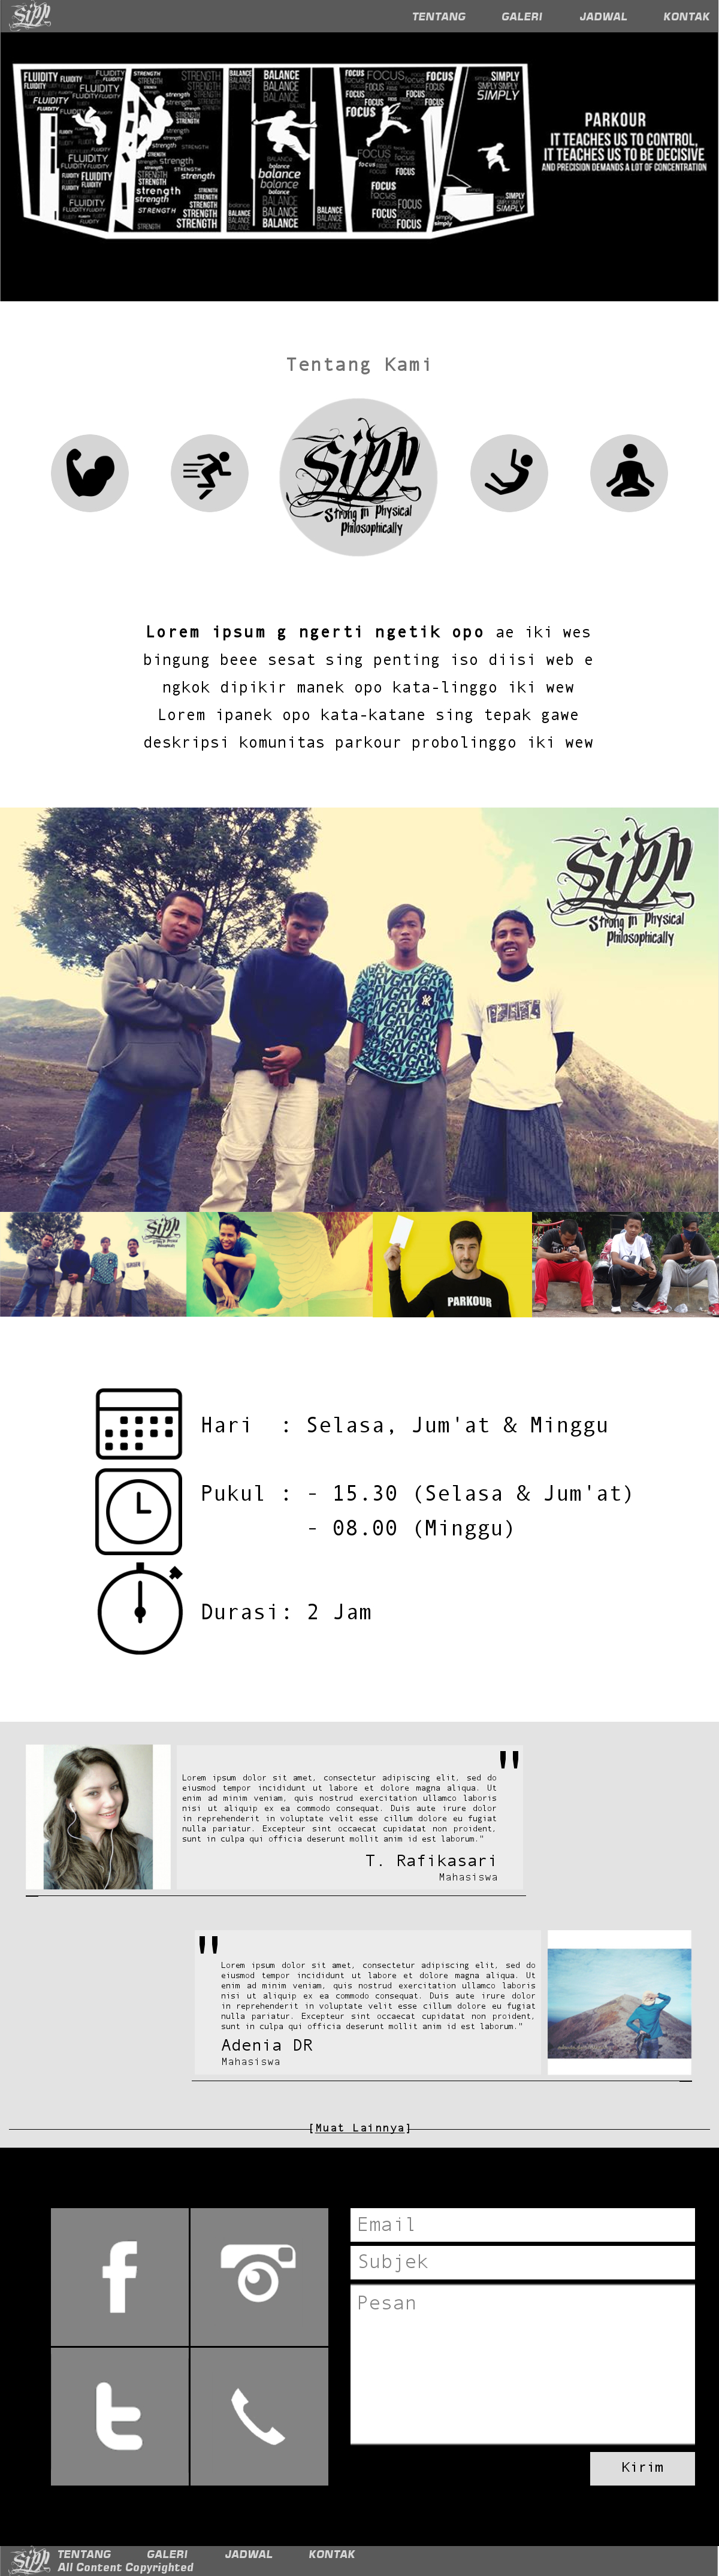 Sipp
TENTANG GALERI JADWAL KONTAK
FLUIDITY STRENGTH BALANCE FOCUS SIMPLY
PARKOUR
IT TEACHES US TO CONTROL,
IT TEACHES US TO BE DECISIVE
AND PRECISION DEMANDS A LOT OF CONCENTRATION
Tentang Kami
Sipp
Strong In Physical
Philosophically
Lorem ipsum g ngerti ngetik opo ae iki wes
bingung beee sesat sing penting iso diisi web e
ngkok dipikir manek opo kata-linggo iki wew
Lorem ipanek opo kata-katane sing tepak gawe
deskripsi komunitas parkour probolinggo iki wew
Sipp
Strong In Physical
Philosophically
Sipp
PARKOUR
Hari : Selasa, Jum'at & Minggu
Pukul : - 15.30 (Selasa & Jum'at)
- 08.00 (Minggu)
Durasi: 2 Jam
"
Lorem ipsum dolor sit amet, consectetur adipiscing elit, sed do
eiusmod tempor incididunt ut labore et dolore magna aliqua. Ut
enim ad minim veniam, quis nostrud exercitation ullamco laboris
nisi ut aliquip ex ea commodo consequat. Duis aute irure dolor
in reprehenderit in voluptate velit esse cillum dolore eu fugiat
nulla pariatur. Excepteur sint occaecat cupidatat non proident,
sunt in culpa qui officia deserunt mollit anim id est laborum."
T. Rafikasari
Mahasiswa
"
Lorem ipsum dolor sit amet, consectetur adipiscing elit, sed do
eiusmod tempor incididunt ut labore et dolore magna aliqua. Ut
enim ad minim veniam, quis nostrud exercitation ullamco laboris
nisi ut aliquip ex ea commodo consequat. Duis aute irure dolor
in reprehenderit in voluptate velit esse cillum dolore eu fugiat
nulla pariatur. Excepteur sint occaecat cupidatat non proident,
sunt in culpa qui officia deserunt mollit anim id est laborum."
Adenia DR
Mahasiswa
[Muat Lainnya]
Email
Subjek
Pesan
Kirim
Sipp
TENTANG GALERI JADWAL KONTAK
All Content Copyrighted